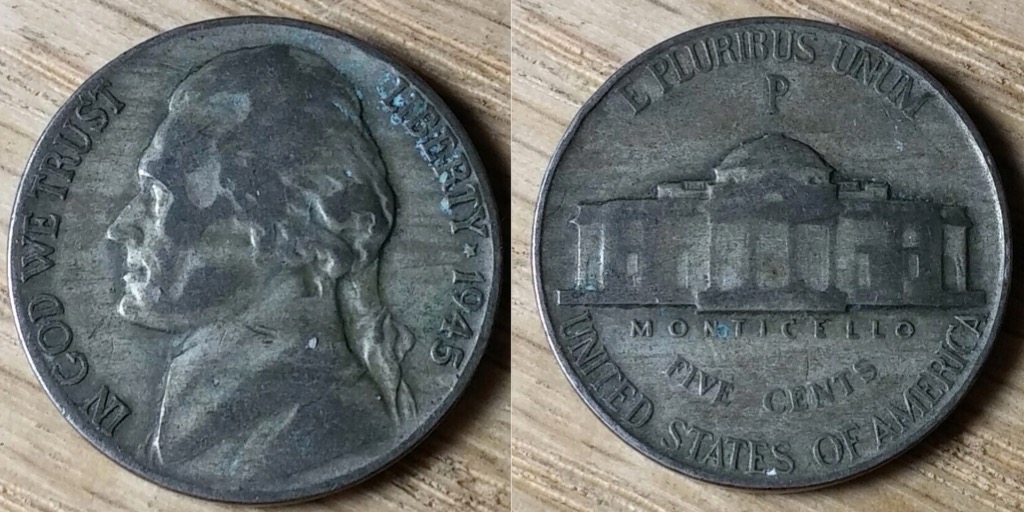 IN GOD WE TRUST
LIBERTY ★ 1945
E PLURIBUS UNUM
P
MONTICELLO
FIVE CENTS
UNITED STATES OF AMERICA